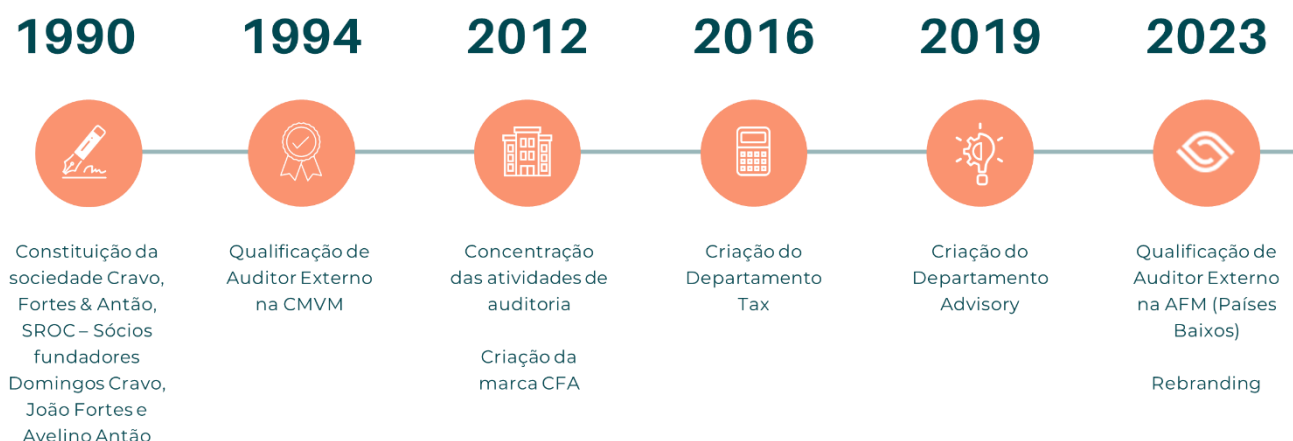 1990
1994
2012
2016
2019
2023
Constituição da
sociedade Cravo,
Fortes & Antão,
SROC – Sócios
fundadores
Domingos Cravo,
João Fortes e
Avelino Antão
Qualificação de
Auditor Externo
na CMVM
Concentração
das atividades de
auditoria
Criação da
marca CFA
Criação do
Departamento
Tax
Criação do
Departamento
Advisory
Qualificação de
Auditor Externo
na AFM (Países
Baixos)
Rebranding